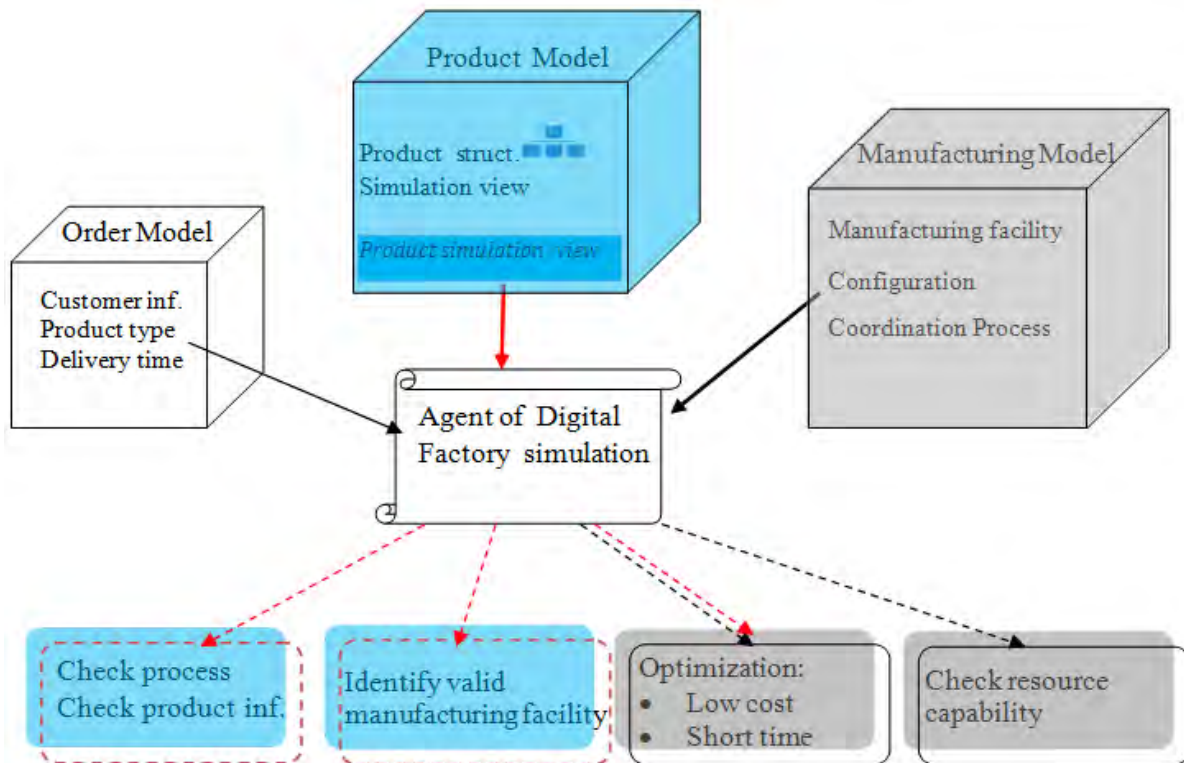 Product Model
Product struct.
Simulation view
Product simulation view
Manufacturing Model
Manufacturing facility
Configuration
Coordination Process
Order Model
Customer inf.
Product type
Delivery time
Agent of Digital
Factory simulation
Check process
Check product inf.
Identify valid
manufacturing facility
Optimization:
• Low cost
• Short time
Check resource
capability